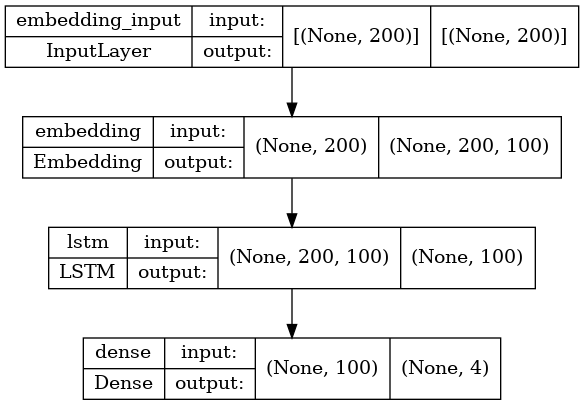 embedding_input input: [(None, 200)] [(None, 200)]
InputLayer output:
embedding input: (None, 200) (None, 200, 100)
Embedding output:
lstm input: (None, 200, 100) (None, 100)
LSTM output:
dense input: (None, 100) (None, 4)
Dense output: